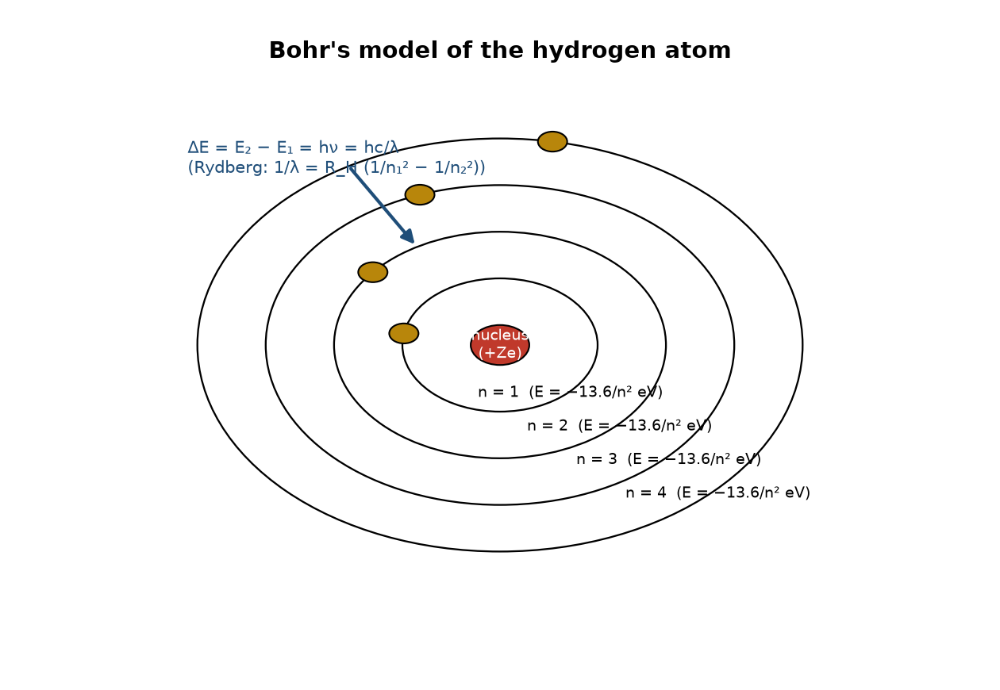 Bohr's model of the hydrogen atom
ΔE = E₂ − E₁ = hν = hc/λ
(Rydberg: 1/λ = R_H (1/n₁² − 1/n₂²))
nucleus
(+Ze)
n = 1  (E = −13.6/n² eV)
n = 2  (E = −13.6/n² eV)
n = 3  (E = −13.6/n² eV)
n = 4  (E = −13.6/n² eV)